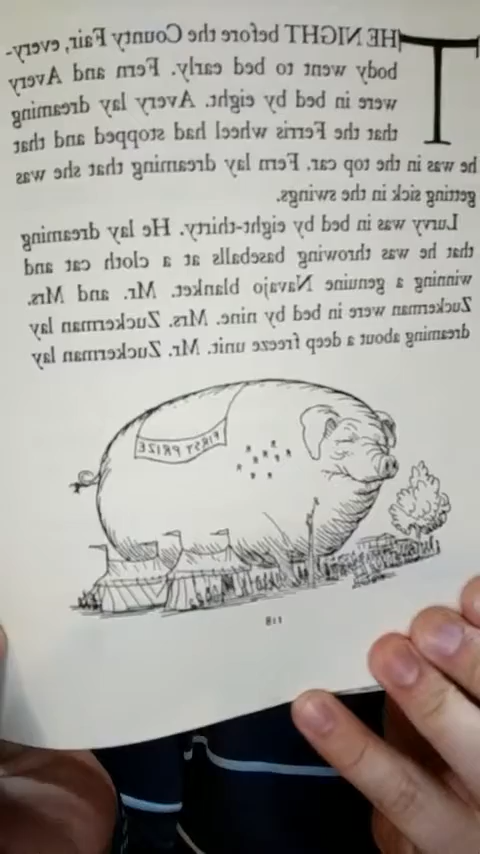 THE NIGHT before the County Fair, every-
body went to bed early. Fern and Avery
were in bed by eight. Avery lay dreaming
that the Ferris wheel had stopped and that
he was in the top car. Fern lay dreaming that she was
getting sick in the swings.
Lurvy was in bed by eight-thirty. He lay dreaming
that he was throwing baseballs at a cloth cat and
winning a genuine Navajo blanket. Mr. and Mrs.
Zuckerman were in bed by nine. Mrs. Zuckerman lay
dreaming about a deep freeze unit. Mr. Zuckerman lay
FIRST PRIZE
118